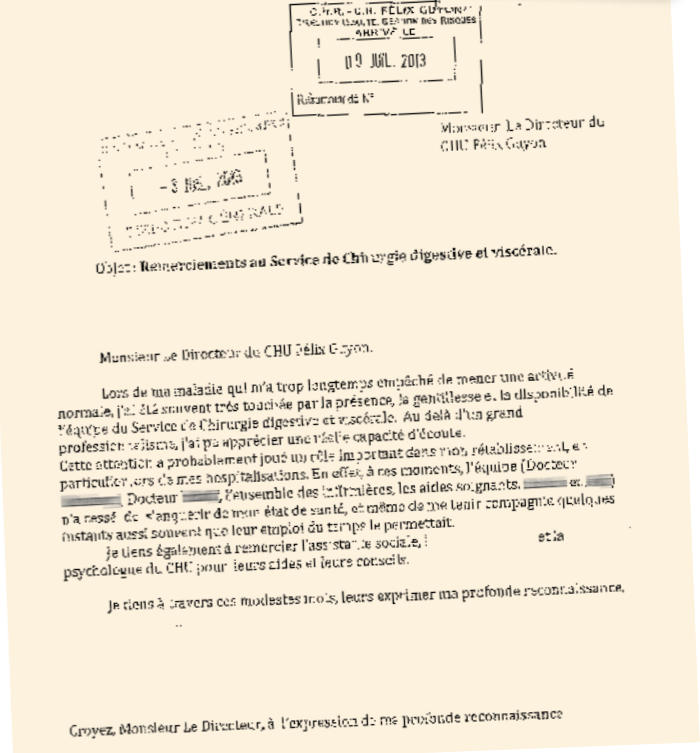 C.H.R. - C.H. FÉLIX GUYON
GESTION DES RISQUES
ARRIVÉ LE
09 JUIL. 2013
N°
Monsieur Le Directeur du
CHU Félix Guyon
Objet : Remerciements au Service de Chirurgie digestive et viscérale.
Monsieur Le Directeur du CHU Félix Guyon.
Lors de ma maladie qui m'a trop longtemps empêché de mener une activité
normale, j'ai été souvent très touchée par la présence, la gentillesse et la disponibilité de
l'équipe du Service de Chirurgie digestive et viscérale. Au delà d'un grand
professionnalisme, j'ai pu apprécier une réelle capacité d'écoute.
Cette attention a probablement joué un rôle important dans mon rétablissement, en
particulier lors de mes hospitalisations. En effet, à ces moments, l'équipe (Docteur
, Docteur , l'ensemble des infirmières, les aides soignants, et )
n'a cessé de s'enquérir de mon état de santé, et même de me tenir compagnie quelques
instants aussi souvent que leur emploi du temps le permettait.
Je tiens également à remercier l'assistante sociale, et la
psychologue du CHU pour leurs aides et leurs conseils.
Je tiens à travers ces modestes mots, leurs exprimer ma profonde reconnaissance.
Croyez, Monsieur Le Directeur, à l'expression de ma profonde reconnaissance